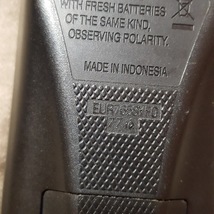 WITH FRESH BATTERIES
OF THE SAME KIND,
OBSERVING POLARITY.
MADE IN INDONESIA